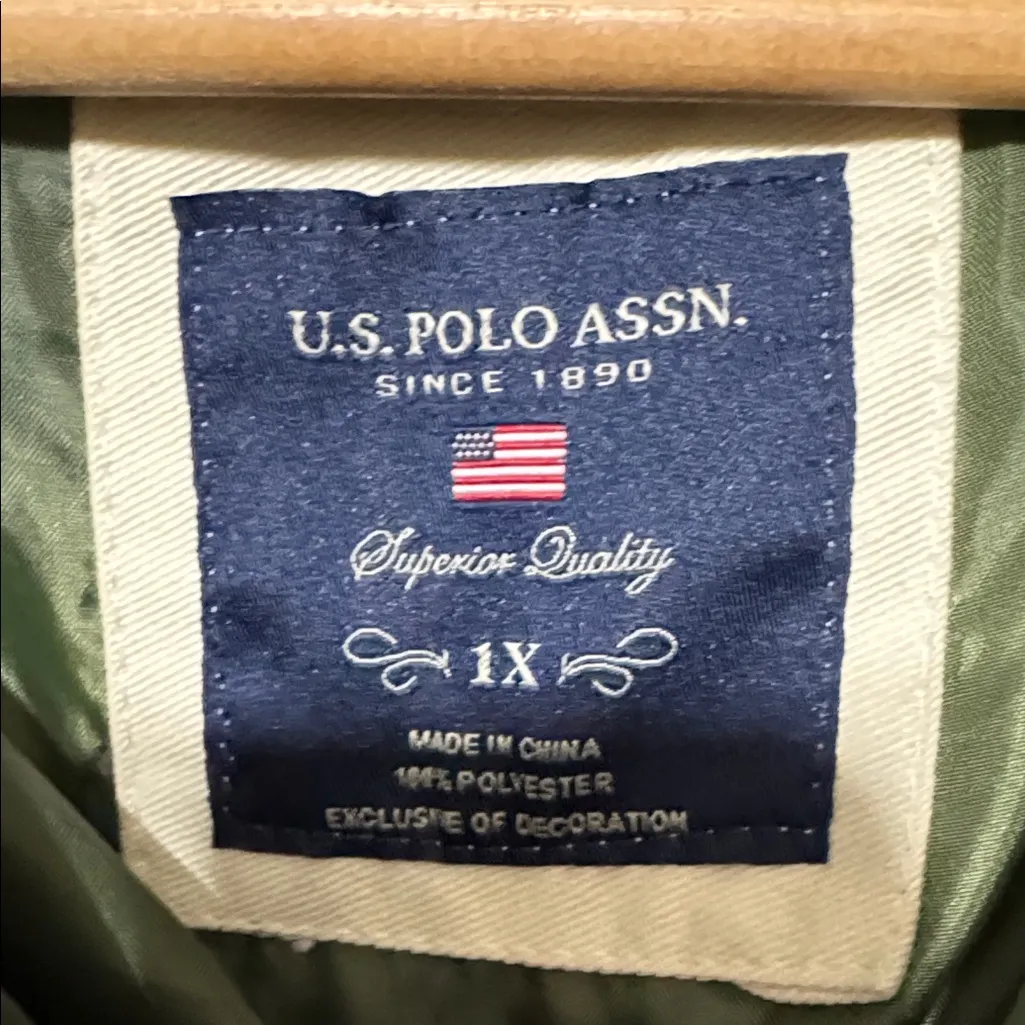 U.S. POLO ASSN.
SINCE 1890
Superior Quality
1X
MADE IN CHINA
100% POLYESTER
EXCLUSIVE OF DECORATION